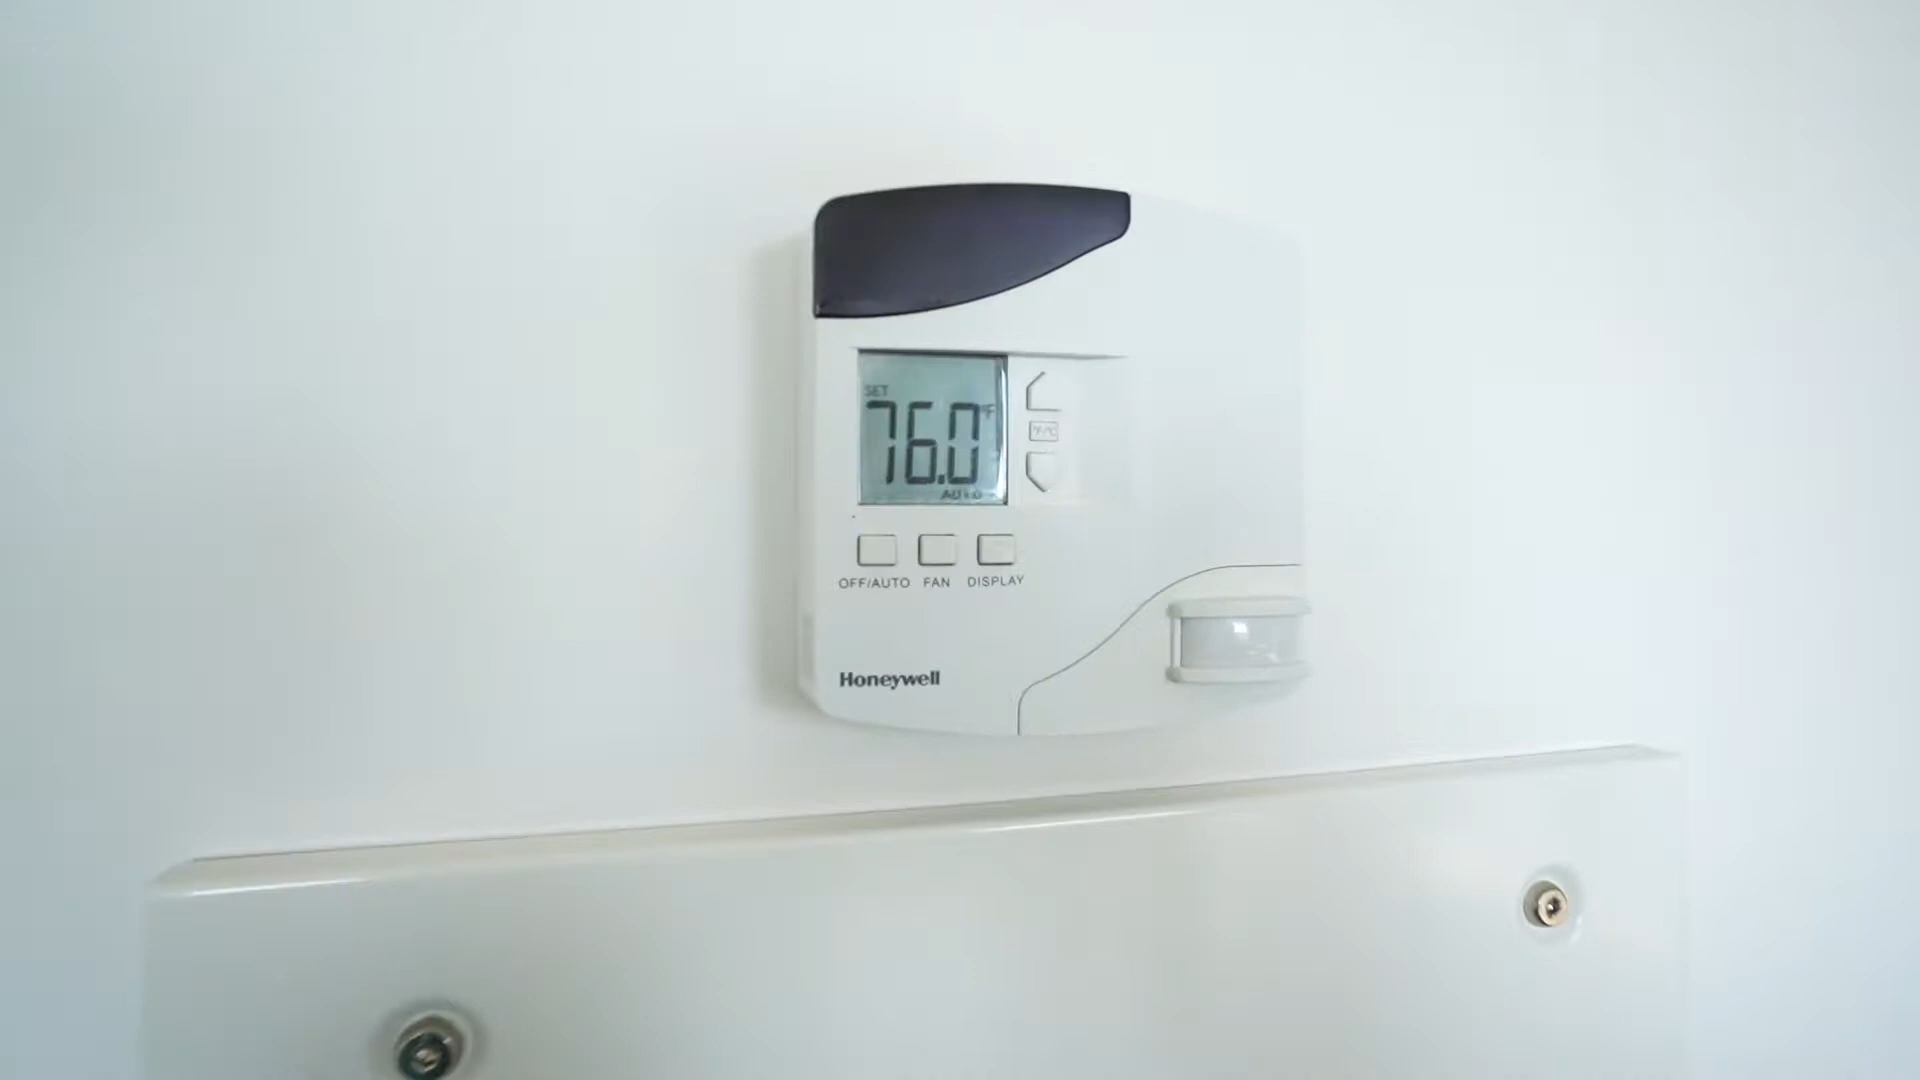 SET
76.0°F
AUTO
°F/°C
OFF/AUTO FAN DISPLAY
Honeywell